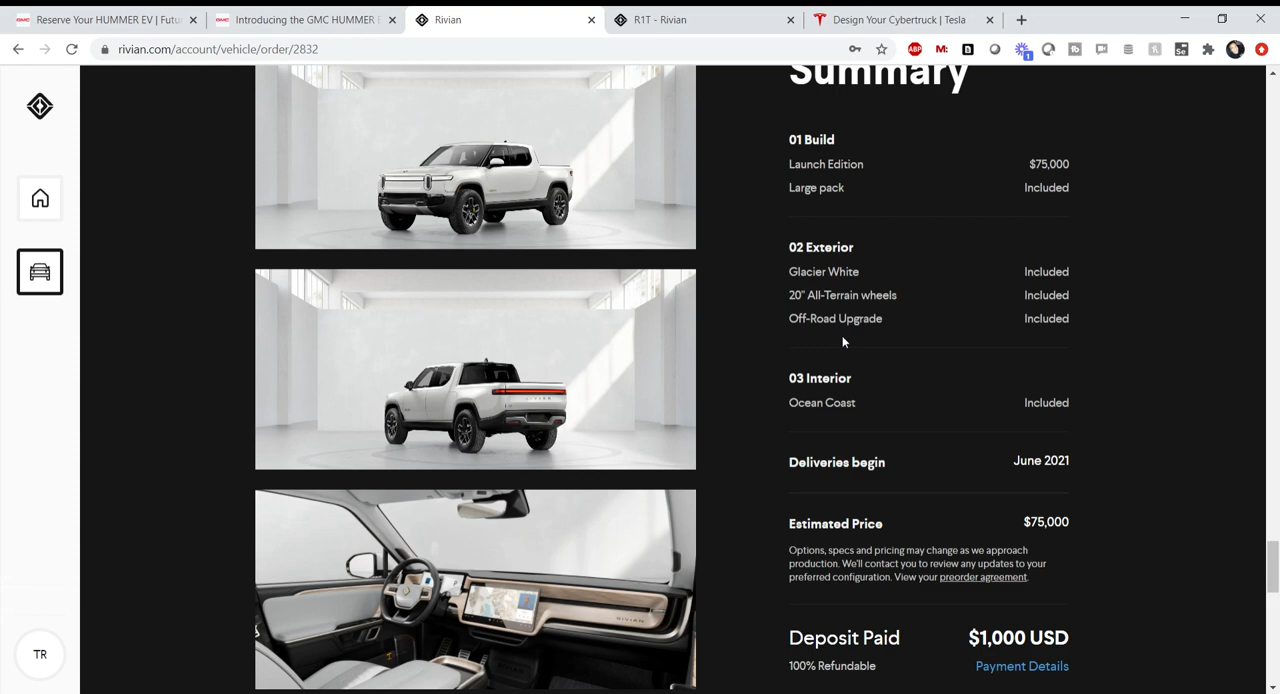 Reserve Your HUMMER EV | Futu
Introducing the GMC HUMMER E
Rivian
R1T - Rivian
Design Your Cybertruck | Tesla
rivian.com/account/vehicle/order/2832
Summary
01 Build
Launch Edition $75,000
Large pack Included
02 Exterior
Glacier White Included
20" All-Terrain wheels Included
Off-Road Upgrade Included
03 Interior
Ocean Coast Included
Deliveries begin June 2021
Estimated Price $75,000
Options, specs and pricing may change as we approach
production. We'll contact you to review any updates to your
preferred configuration. View your preorder agreement.
Deposit Paid $1,000 USD
100% Refundable Payment Details
TR